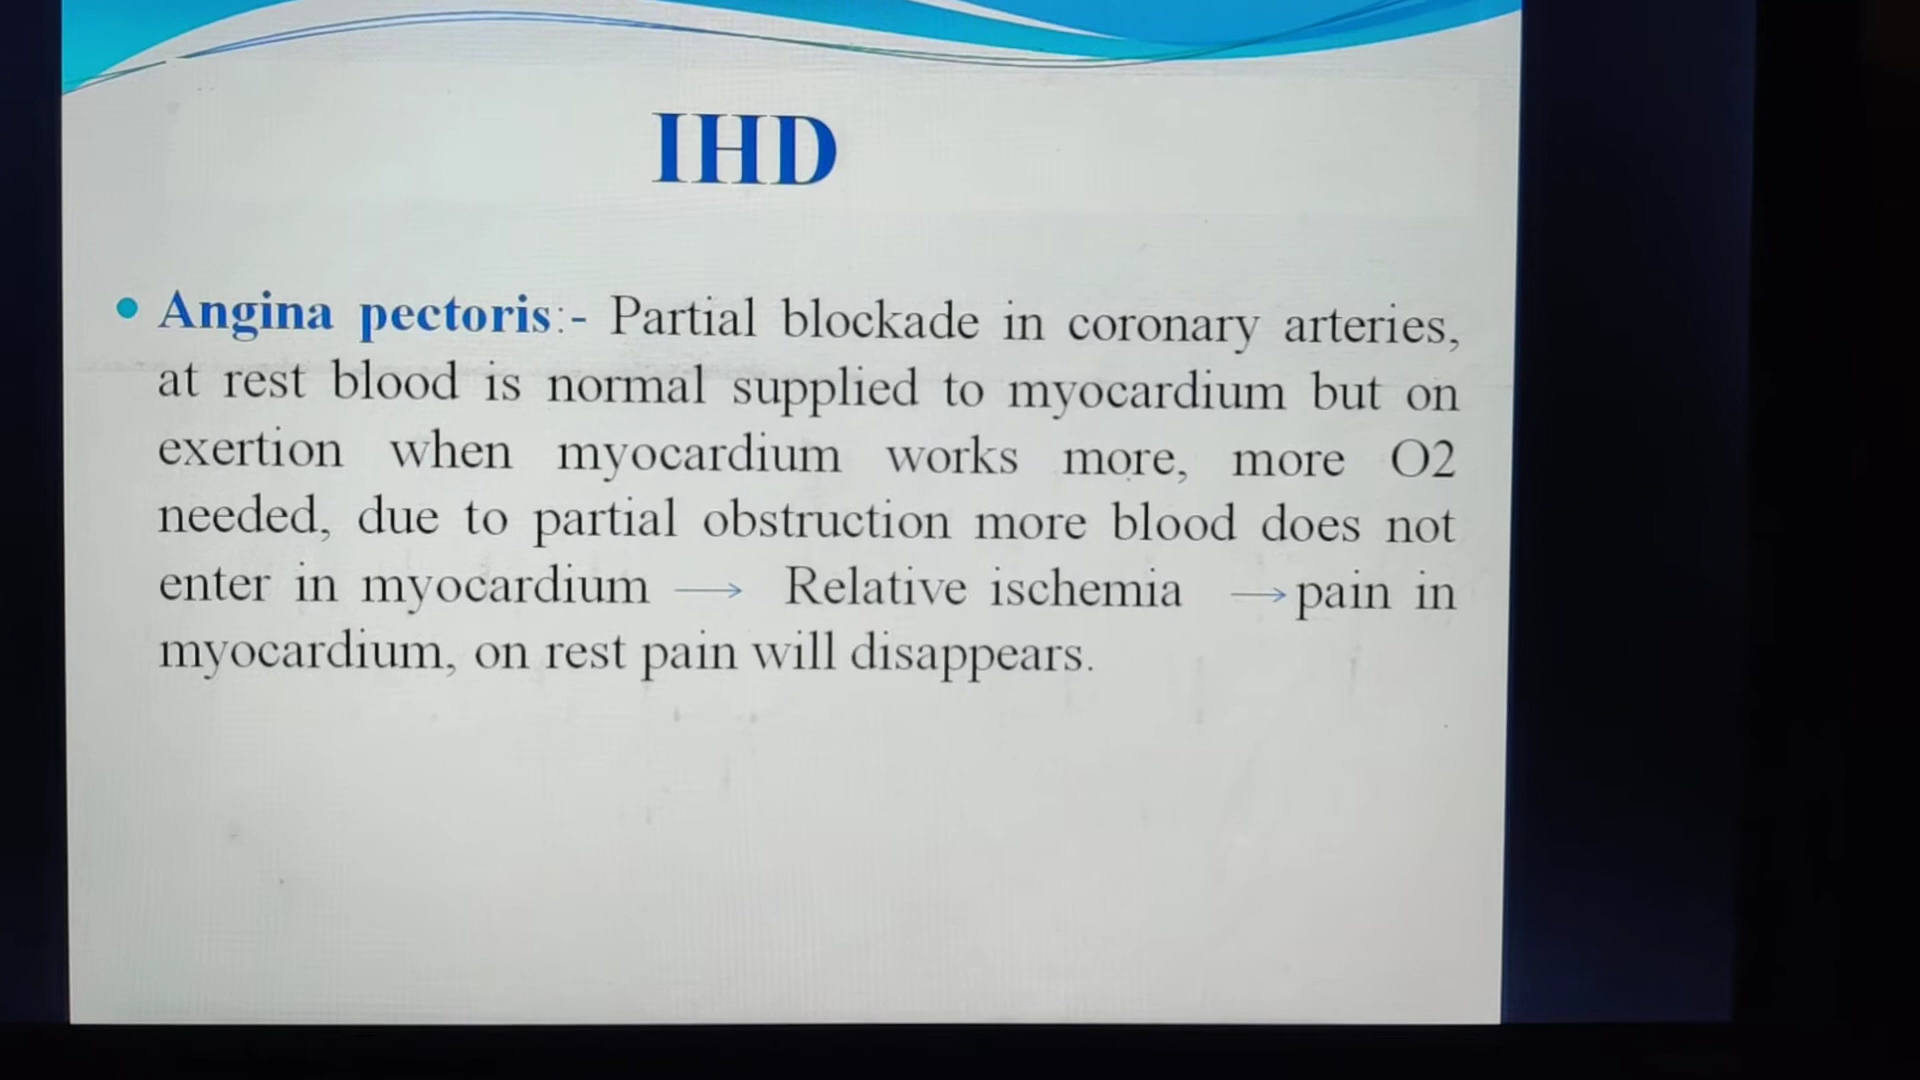 IHD
• Angina pectoris:- Partial blockade in coronary arteries,
at rest blood is normal supplied to myocardium but on
exertion when myocardium works more, more O2
needed, due to partial obstruction more blood does not
enter in myocardium → Relative ischemia → pain in
myocardium, on rest pain will disappears.